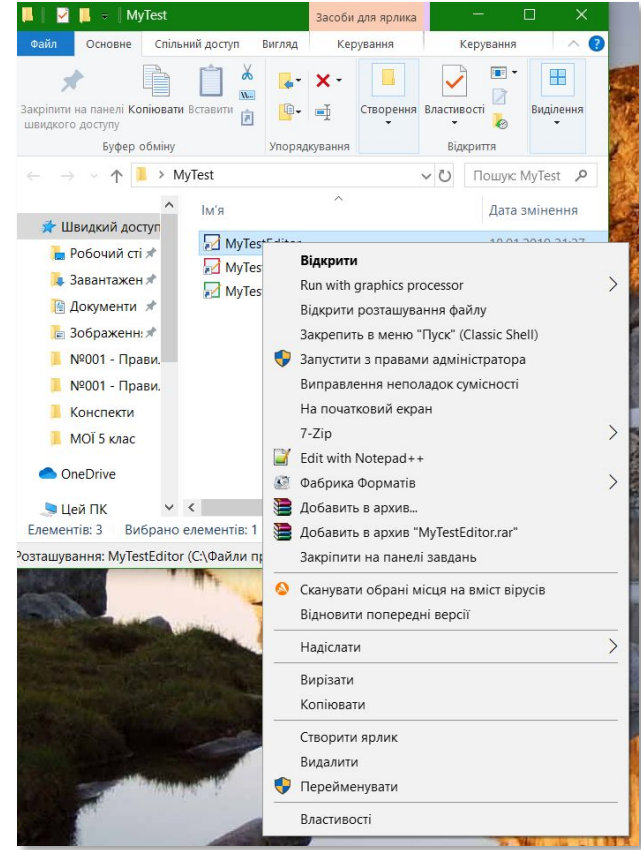 MyTest
Засоби для ярлика
Файл Основне Спільний доступ Вигляд Керування Керування
Закріпити на панелі швидкого доступу
Копіювати
Вставити
W...
Створення
Властивості
Виділення
Буфер обміну
Упорядкування
Відкриття
MyTest
Пошук: MyTest
Ім'я
Дата змінення
Швидкий доступ
Робочий сті
Завантажен
Документи
Зображенн:
№001 - Прави.
№001 - Прави.
Конспекти
МОЇ 5 клас
OneDrive
Цей ПК
MyTestEditor
MyTes
MyTes
Елементів: 3 Вибрано елементів: 1
Розташування: MyTestEditor (C:\Файли п
Відкрити
Run with graphics processor
Відкрити розташування файлу
Закрепить в меню "Пуск" (Classic Shell)
Запустити з правами адміністратора
Виправлення неполадок сумісності
На початковий екран
7-Zip
Edit with Notepad++
Фабрика Форматів
Добавить в архив...
Добавить в архив "MyTestEditor.rar"
Закріпити на панелі завдань
Сканувати обрані місця на вміст вірусів
Відновити попередні версії
Надіслати
Вирізати
Копіювати
Створити ярлик
Видалити
Перейменувати
Властивості